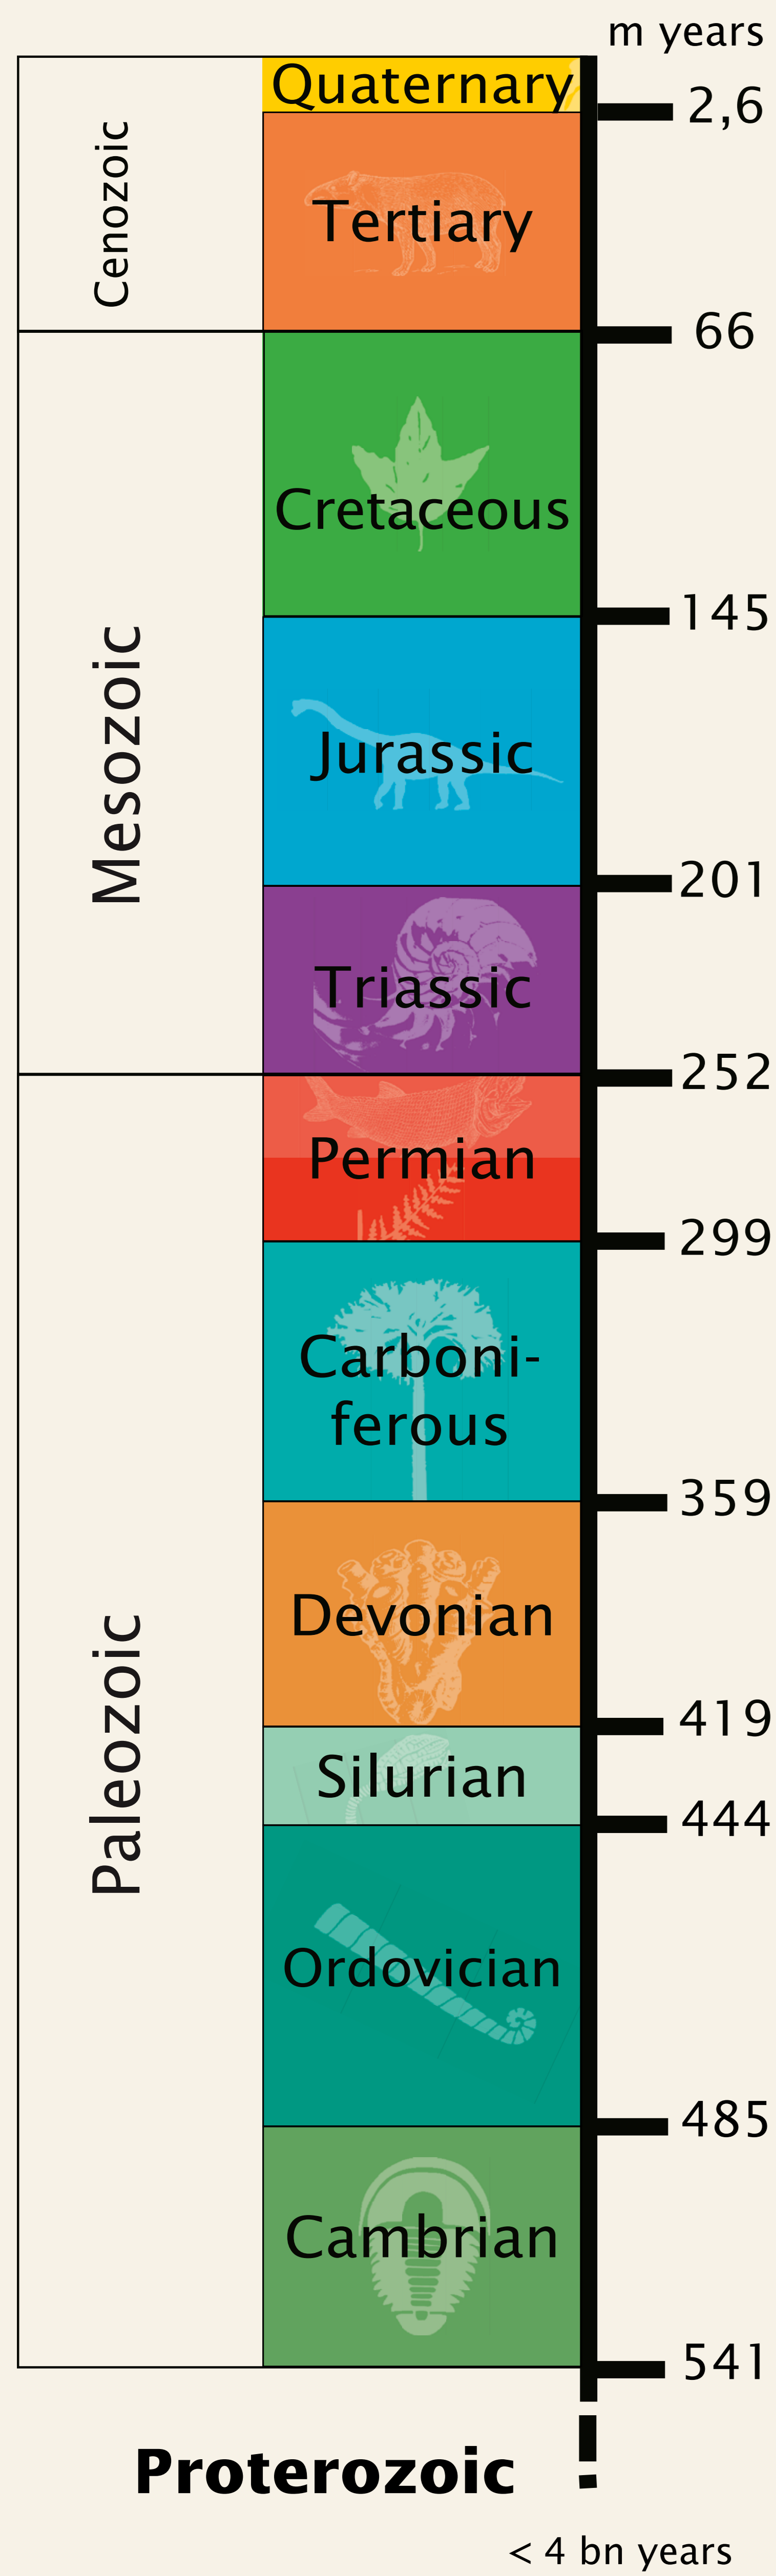 m years
Quaternary
2,6
Cenozoic
Tertiary
66
Cretaceous
145
Mesozoic
Jurassic
201
Triassic
252
Permian
299
Carboni-
ferous
359
Paleozoic
Devonian
419
Silurian
444
Ordovician
485
Cambrian
541
Proterozoic
< 4 bn years